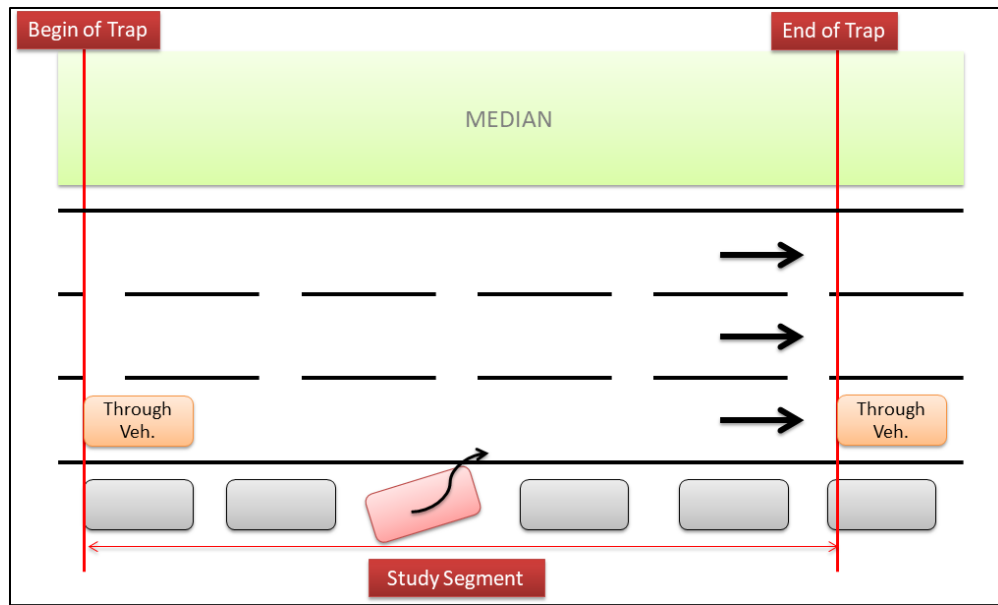 Begin of Trap
End of Trap
MEDIAN
Through
Veh.
Through
Veh.
Study Segment